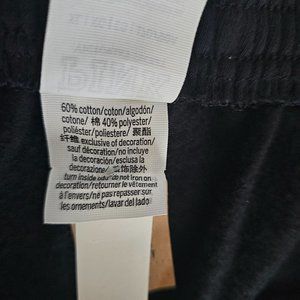 60% cotton/coton/algodón/
cotone/ 棉 40% polyester/
poliéster/poliestere/ 聚酯
纤维 exclusive of decoration/
sauf décoration/no incluye
la decoración/esclusa la
decorazione/ 装饰除外
turn inside out/do not iron on
decoration/retourner le vêtement
à l'envers/ne pas repasser sur
les ornements/lavar del lado